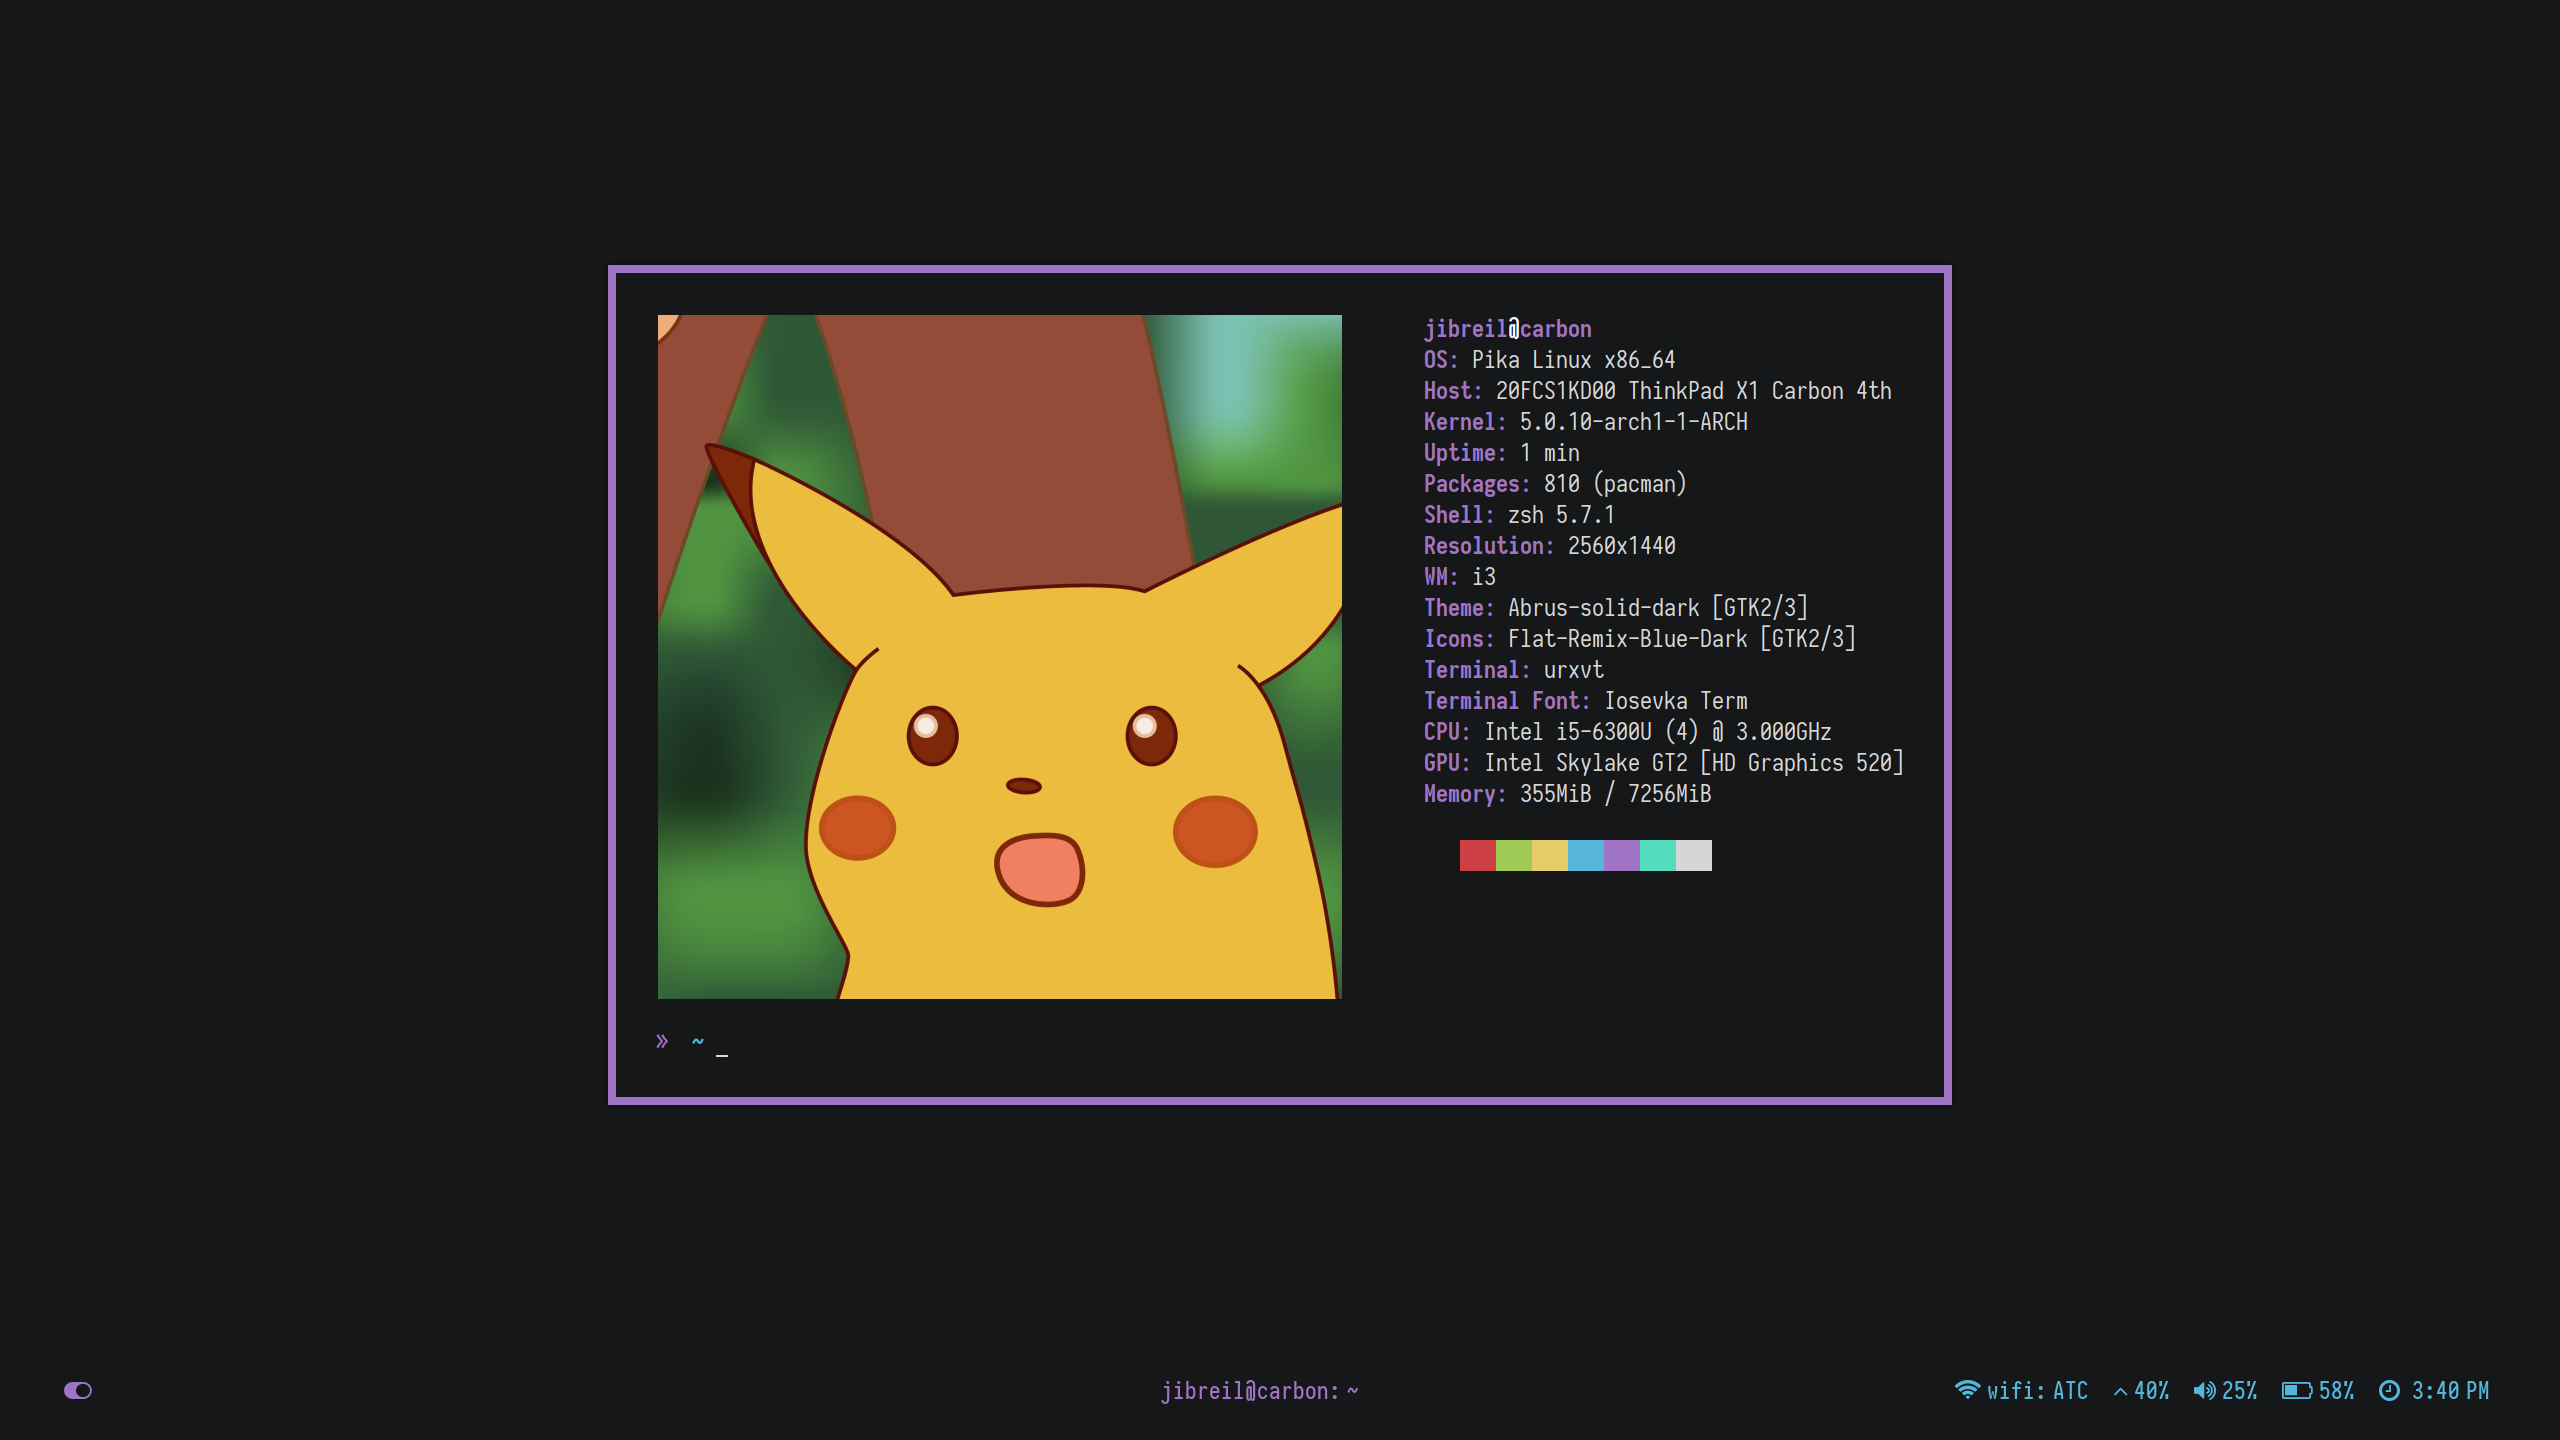 jibreil@carbon
OS: Pika Linux x86_64
Host: 20FCS1KD00 ThinkPad X1 Carbon 4th
Kernel: 5.0.10-arch1-1-ARCH
Uptime: 1 min
Packages: 810 (pacman)
Shell: zsh 5.7.1
Resolution: 2560x1440
WM: i3
Theme: Abrus-solid-dark [GTK2/3]
Icons: Flat-Remix-Blue-Dark [GTK2/3]
Terminal: urxvt
Terminal Font: Iosevka Term
CPU: Intel i5-6300U (4) @ 3.000GHz
GPU: Intel Skylake GT2 [HD Graphics 520]
Memory: 355MiB / 7256MiB
» ~ _
jibreil@carbon: ~
wifi: ATC 40% 25% 58% 3:40 PM